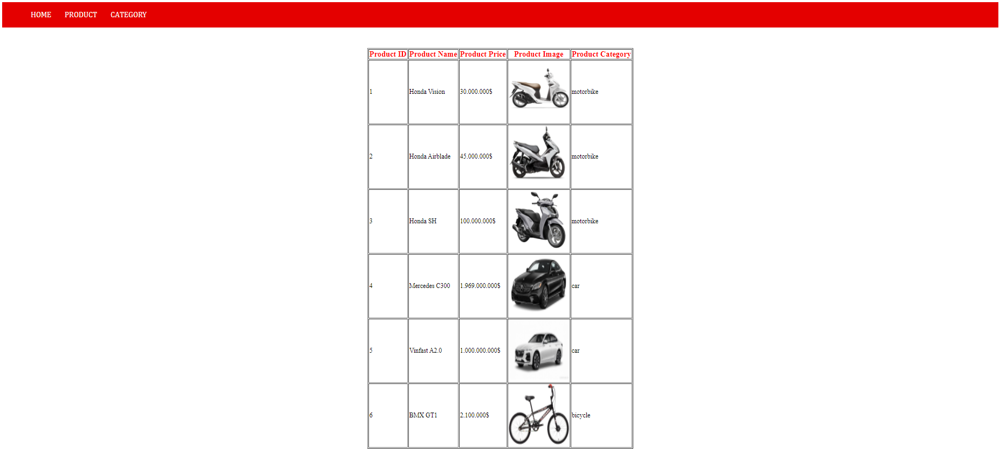 HOME PRODUCT CATEGORY
Product ID Product Name Product Price Product Image Product Category
1 Honda Vision 30.000.000$ motorbike
2 Honda Airblade 45.000.000$ motorbike
3 Honda SH 100.000.000$ motorbike
4 Mercedes C300 1.969.000.000$ car
5 Vinfast A2.0 1.000.000.000$ car
6 BMX GT1 2.100.000$ bicycle